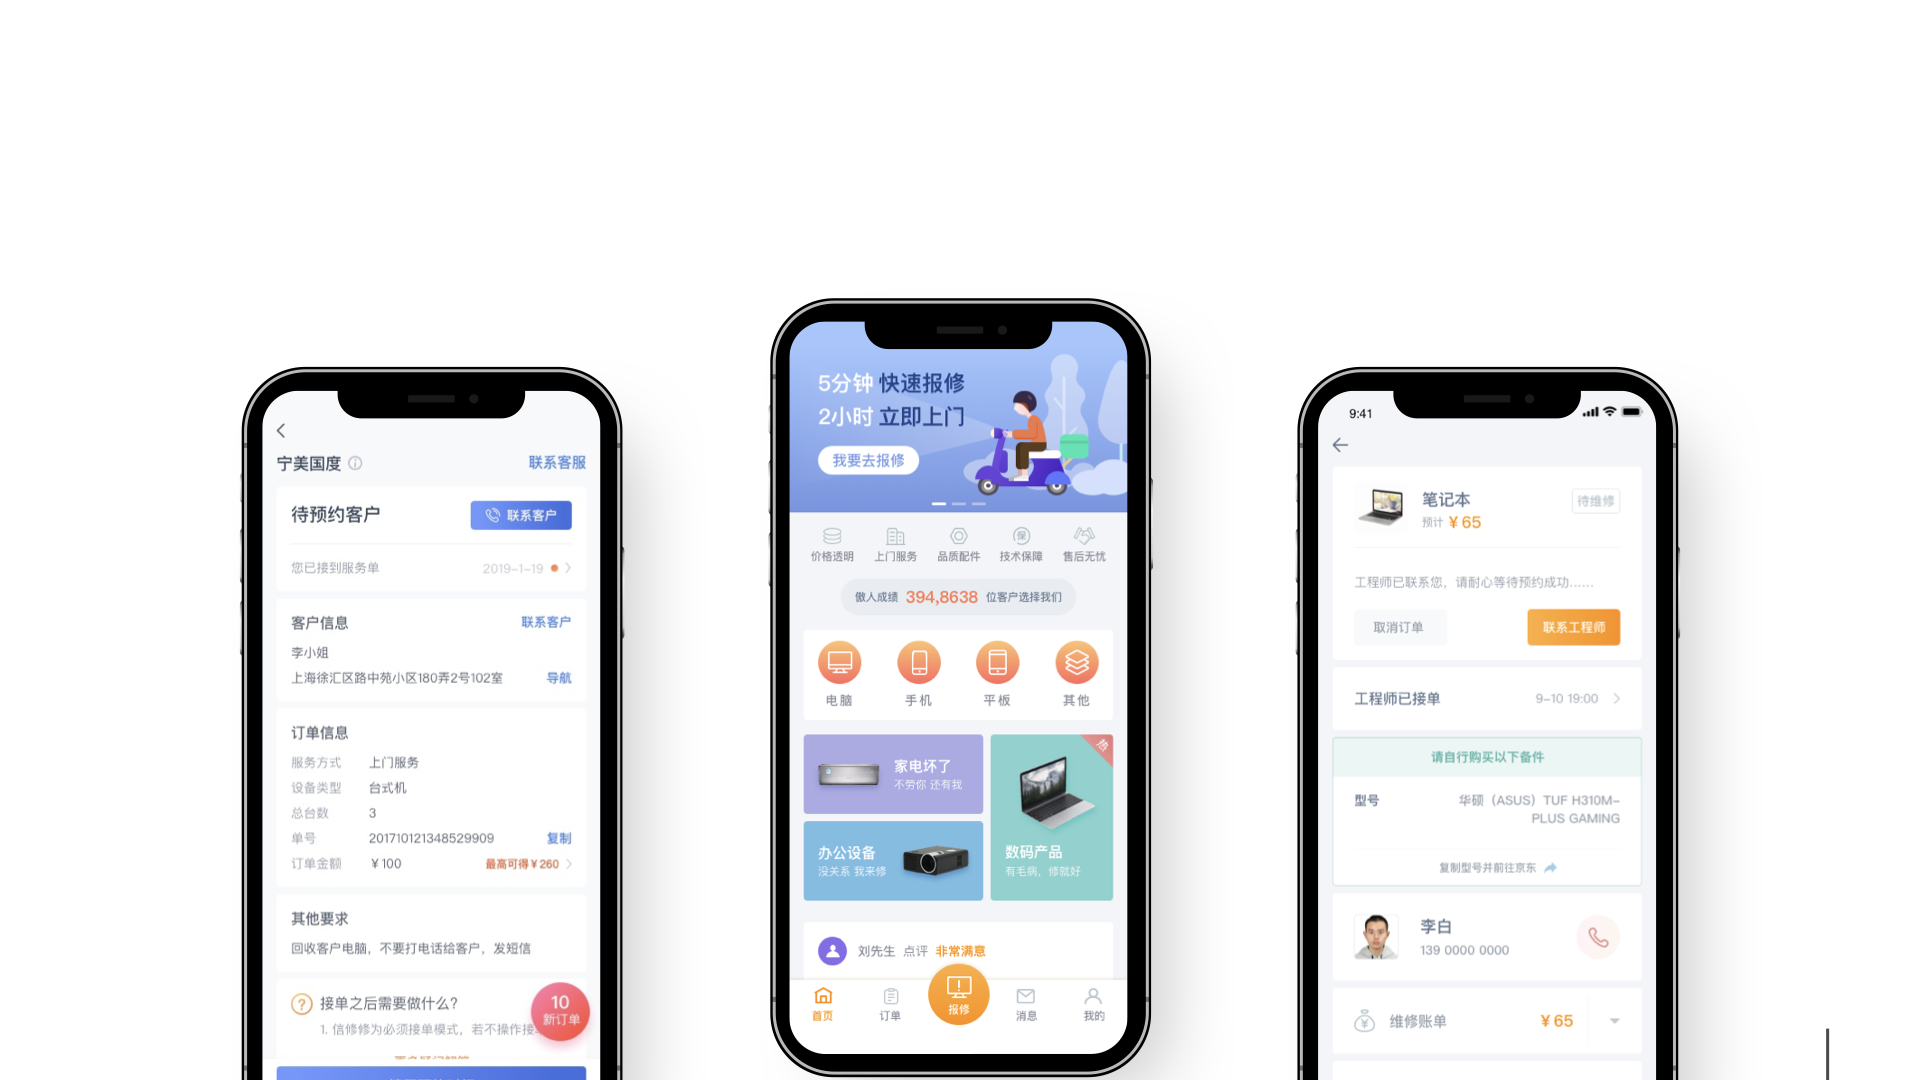 宁美国度
联系客服
待预约客户
联系客户
您已接到服务单
2019-1-19
客户信息
联系客户
李小姐
上海徐汇区路中苑小区180弄2号102室
导航
订单信息
服务方式 上门服务
设备类型 台式机
总台数 3
单号 201710121348529909 复制
订单金额 ¥100 最高可得¥260
其他要求
回收客户电脑，不要打电话给客户，发短信
接单之后需要做什么?
1. 信修修为必须接单模式，若不操作接
10
新订单
5分钟 快速报修
2小时 立即上门
我要去报修
价格透明 上门服务 品质配件 技术保障 售后无忧
保
傲人成绩 394,8638 位客户选择我们
电脑 手机 平板 其他
家电坏了
不劳你 还有我
热
办公设备
没关系 我来修
数码产品
有毛病，修就好
刘先生 点评 非常满意
首页 订单 报修 消息 我的
9:41
笔记本
预计 ¥65
待维修
工程师已联系您，请耐心等待预约成功......
取消订单
联系工程师
工程师已接单
9-10 19:00
请自行购买以下备件
型号 华硕（ASUS）TUF H310M-
PLUS GAMING
复制型号并前往京东
李白
139 0000 0000
维修账单
¥65